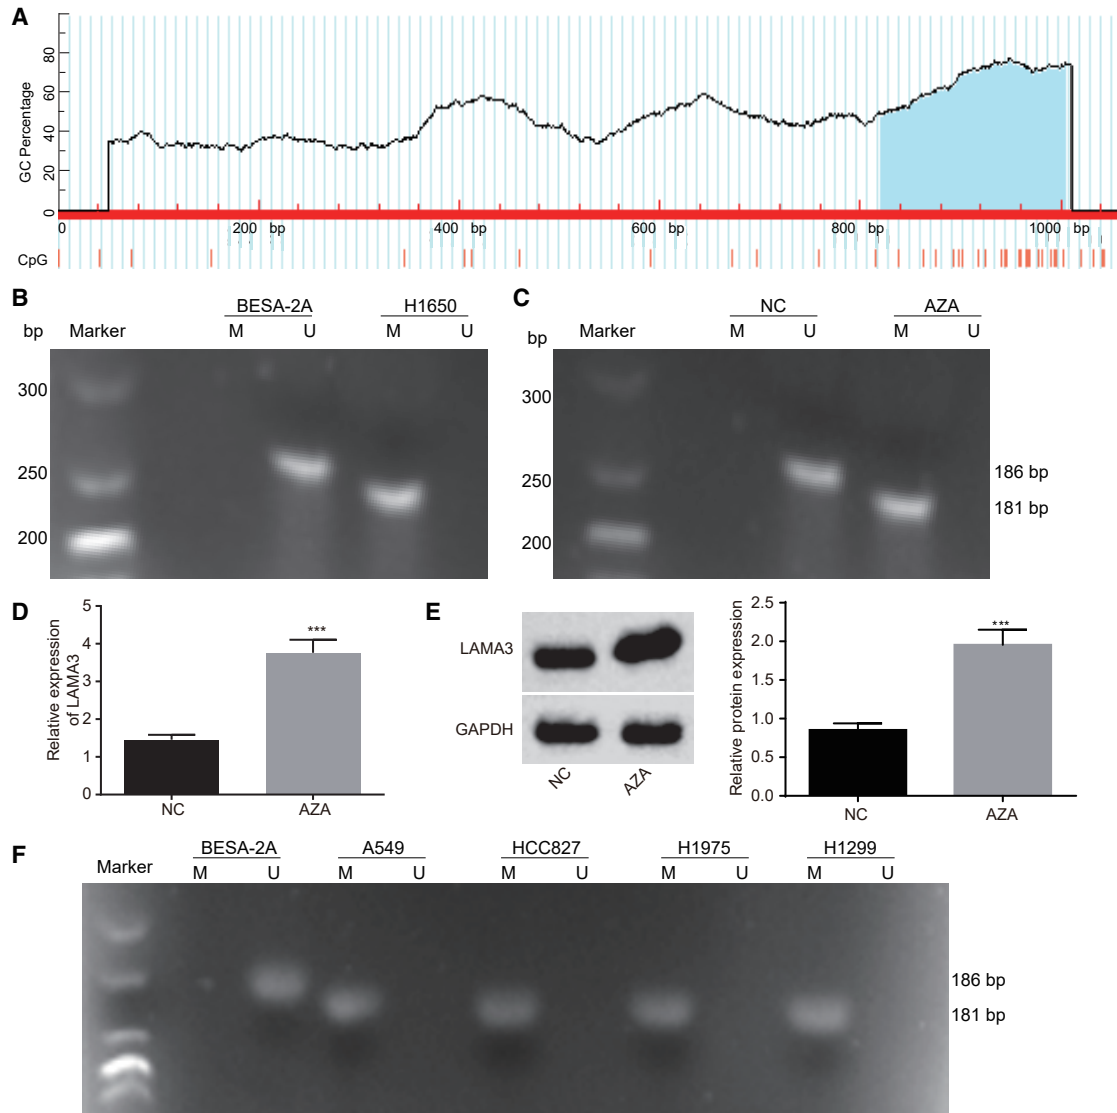 A
GC Percentage
80
60
40
20
0
0 200 bp 400 bp 600 bp 800 bp 1000 bp
CpG
B
BESA-2A H1650
bp Marker M U M U
300
250
200
C
NC AZA
bp Marker M U M U
300
250
200
186 bp
181 bp
D
Relative expression
of LAMA3
5
4
3
2
1
0
***
NC AZA
E
LAMA3
GAPDH
NC AZA
Relative protein expression
2.5
2.0
1.5
1.0
0.5
0.0
***
NC AZA
F
BESA-2A A549 HCC827 H1975 H1299
Marker M U M U M U M U M U
186 bp
181 bp